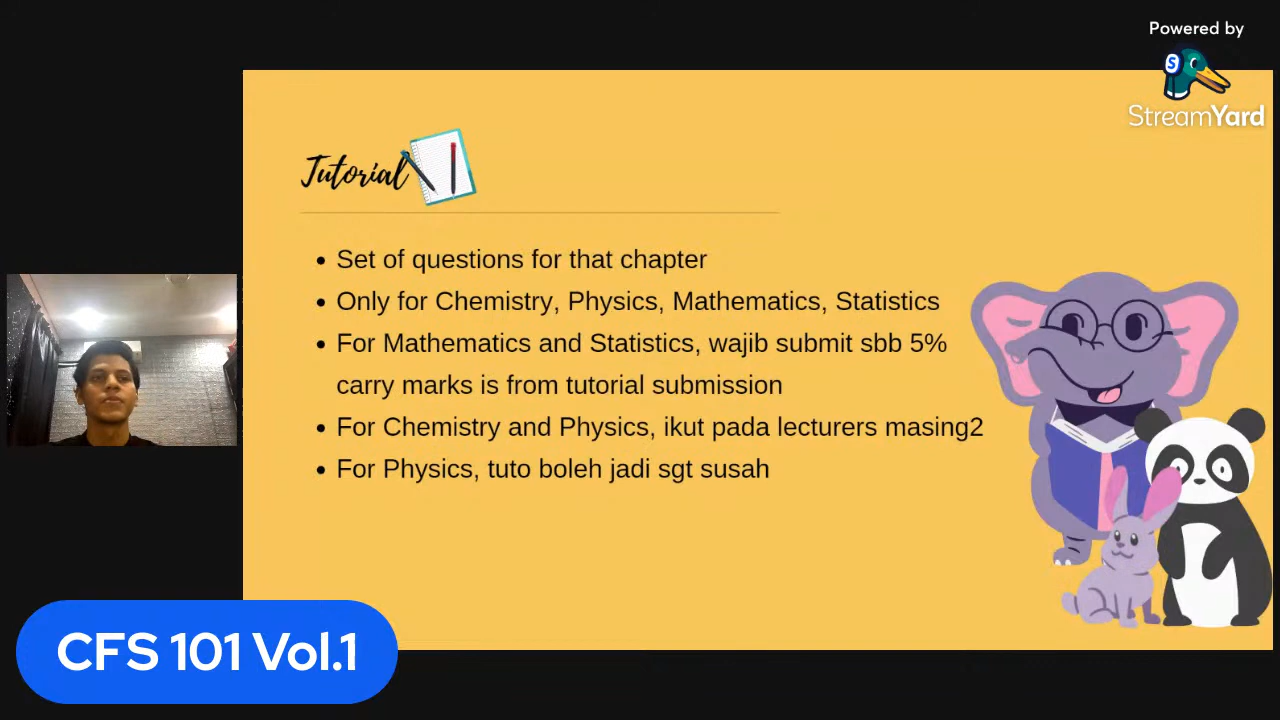 Powered by
StreamYard
Tutorial
Set of questions for that chapter
Only for Chemistry, Physics, Mathematics, Statistics
For Mathematics and Statistics, wajib submit sbb 5%
carry marks is from tutorial submission
For Chemistry and Physics, ikut pada lecturers masing2
For Physics, tuto boleh jadi sgt susah
CFS 101 Vol.1